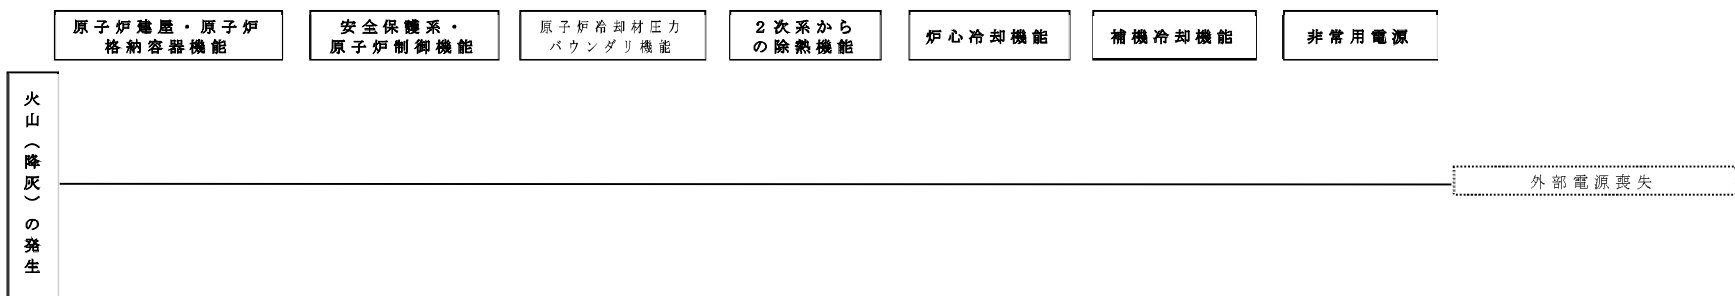 原子炉建屋・原子炉
格納容器機能
安全保護系・
原子炉制御機能
原子炉冷却材圧力
バウンダリ機能
2次系から
の除熱機能
炉心冷却機能
補機冷却機能
非常用電源
火山(降灰)の発生
外部電源喪失